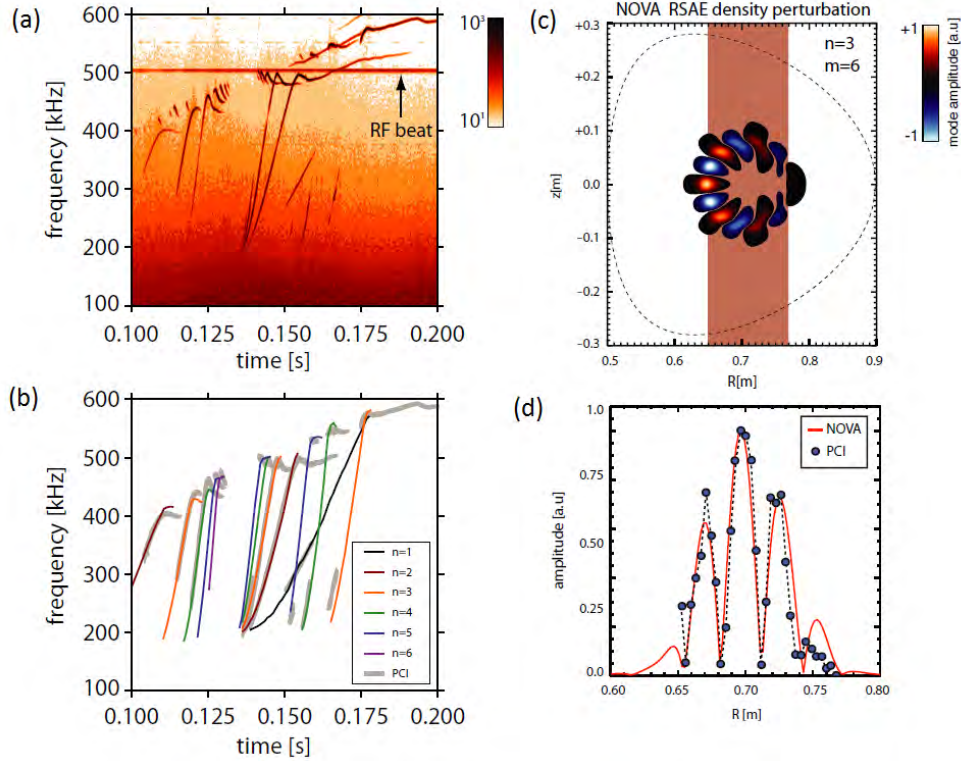 (a)
600
500
400
300
200
100
frequency [kHz]
RF beat
10³
10¹
0.100 0.125 0.150 0.175 0.200
time [s]
(b)
600
500
400
300
200
100
frequency [kHz]
n=1
n=2
n=3
n=4
n=5
n=6
PCI
0.100 0.125 0.150 0.175 0.200
time [s]
(c)
NOVA RSAE density perturbation
n=3
m=6
+0.3
+0.2
+0.1
0.0
−0.1
−0.2
−0.3
z[m]
0.5 0.6 0.7 0.8 0.9
R[m]
+1
-1
mode amplitude [a.u]
(d)
1.0
0.75
0.50
0.25
0.0
amplitude [a.u]
NOVA
PCI
0.60 0.65 0.70 0.75 0.80
R [m]